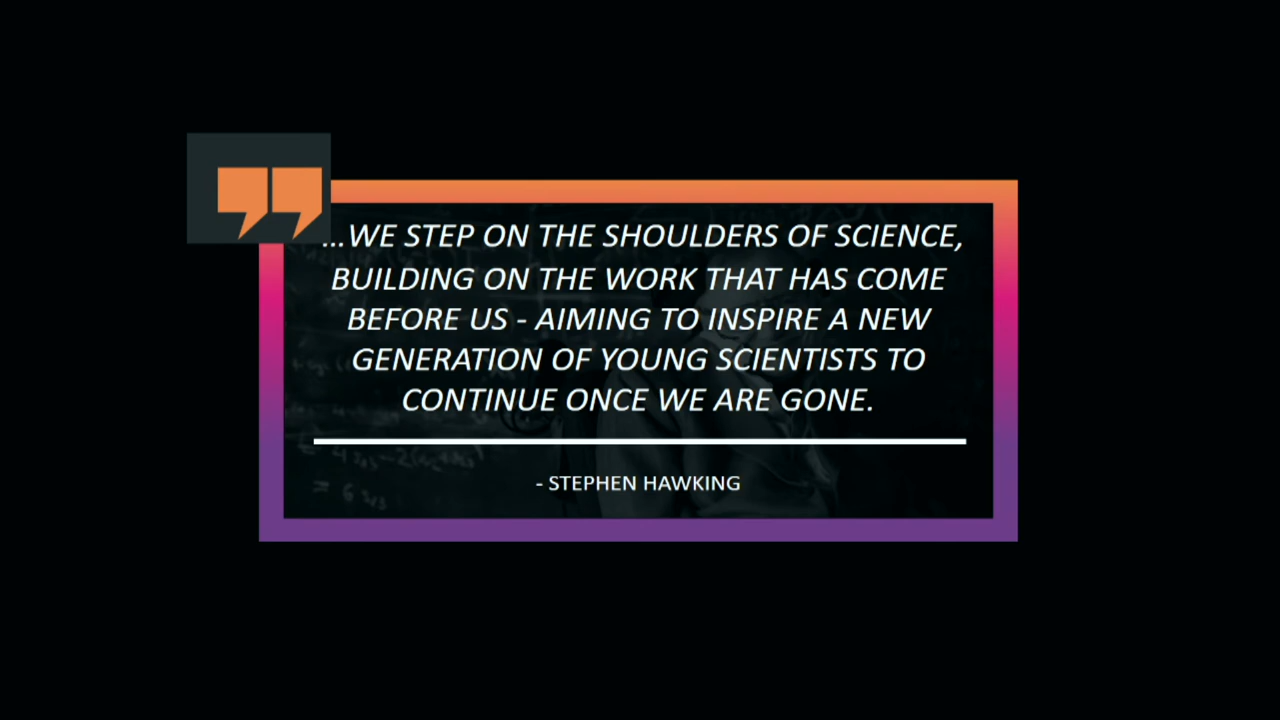 ...WE STEP ON THE SHOULDERS OF SCIENCE,
BUILDING ON THE WORK THAT HAS COME
BEFORE US - AIMING TO INSPIRE A NEW
GENERATION OF YOUNG SCIENTISTS TO
CONTINUE ONCE WE ARE GONE.
- STEPHEN HAWKING